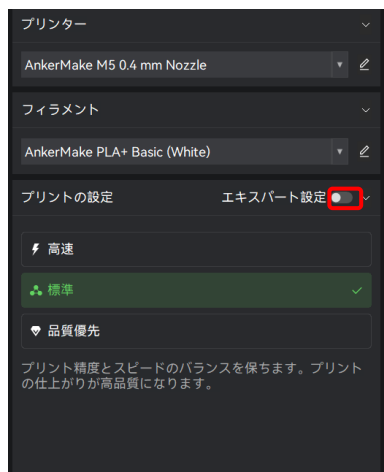 プリンター
AnkerMake M5 0.4 mm Nozzle
フィラメント
AnkerMake PLA+ Basic (White)
プリントの設定 エキスパート設定
高速
標準
品質優先
プリント精度とスピードのバランスを保ちます。プリント
の仕上がりが高品質になります。